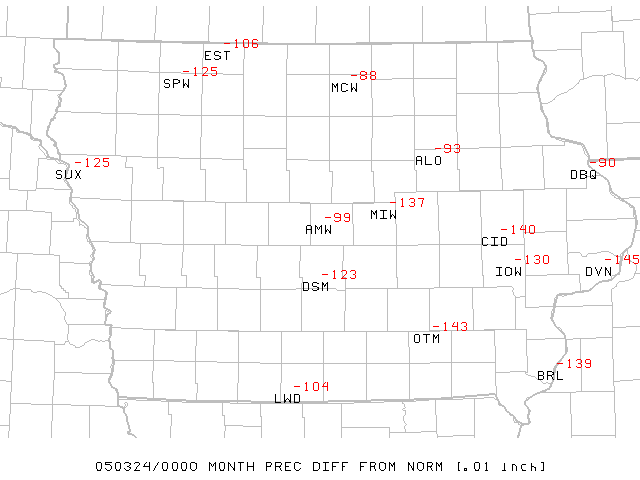 -106
EST
-125
SPW
-88
MCW
-93
ALO
-125
SUX
-90
DBQ
-137
MIW
-99
AMW
-140
CID
-130
IOW
-145
DVN
-123
DSM
-143
OTM
-139
BRL
-104
LWD
050324/0000 MONTH PREC DIFF FROM NORM [.01 inch]